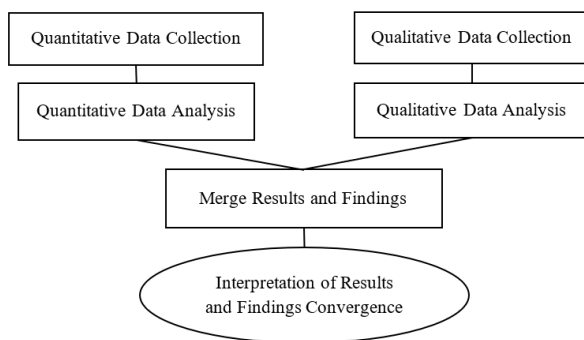 Quantitative Data Collection
Qualitative Data Collection
Quantitative Data Analysis
Qualitative Data Analysis
Merge Results and Findings
Interpretation of Results
and Findings Convergence